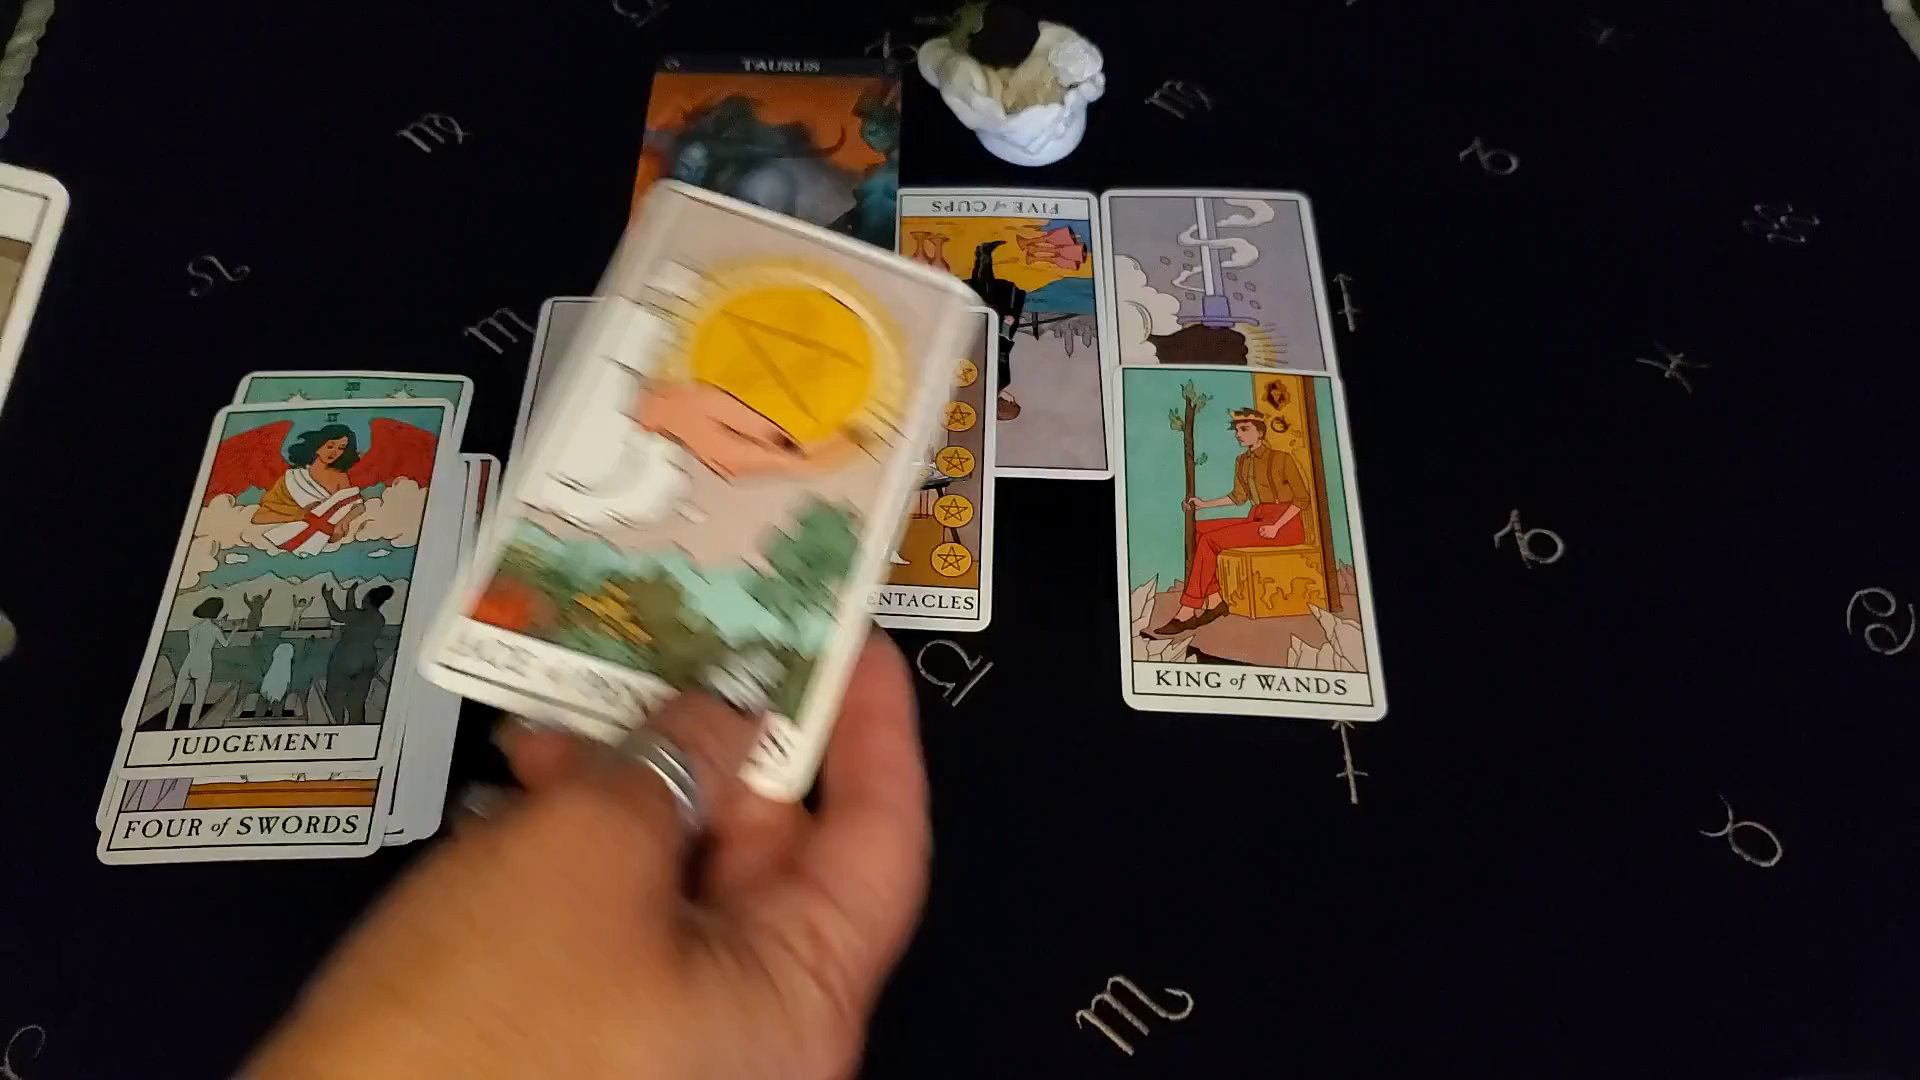 TAURUS
FIVE of CUPS
ENTACLES
KING of WANDS
JUDGEMENT
FOUR of SWORDS